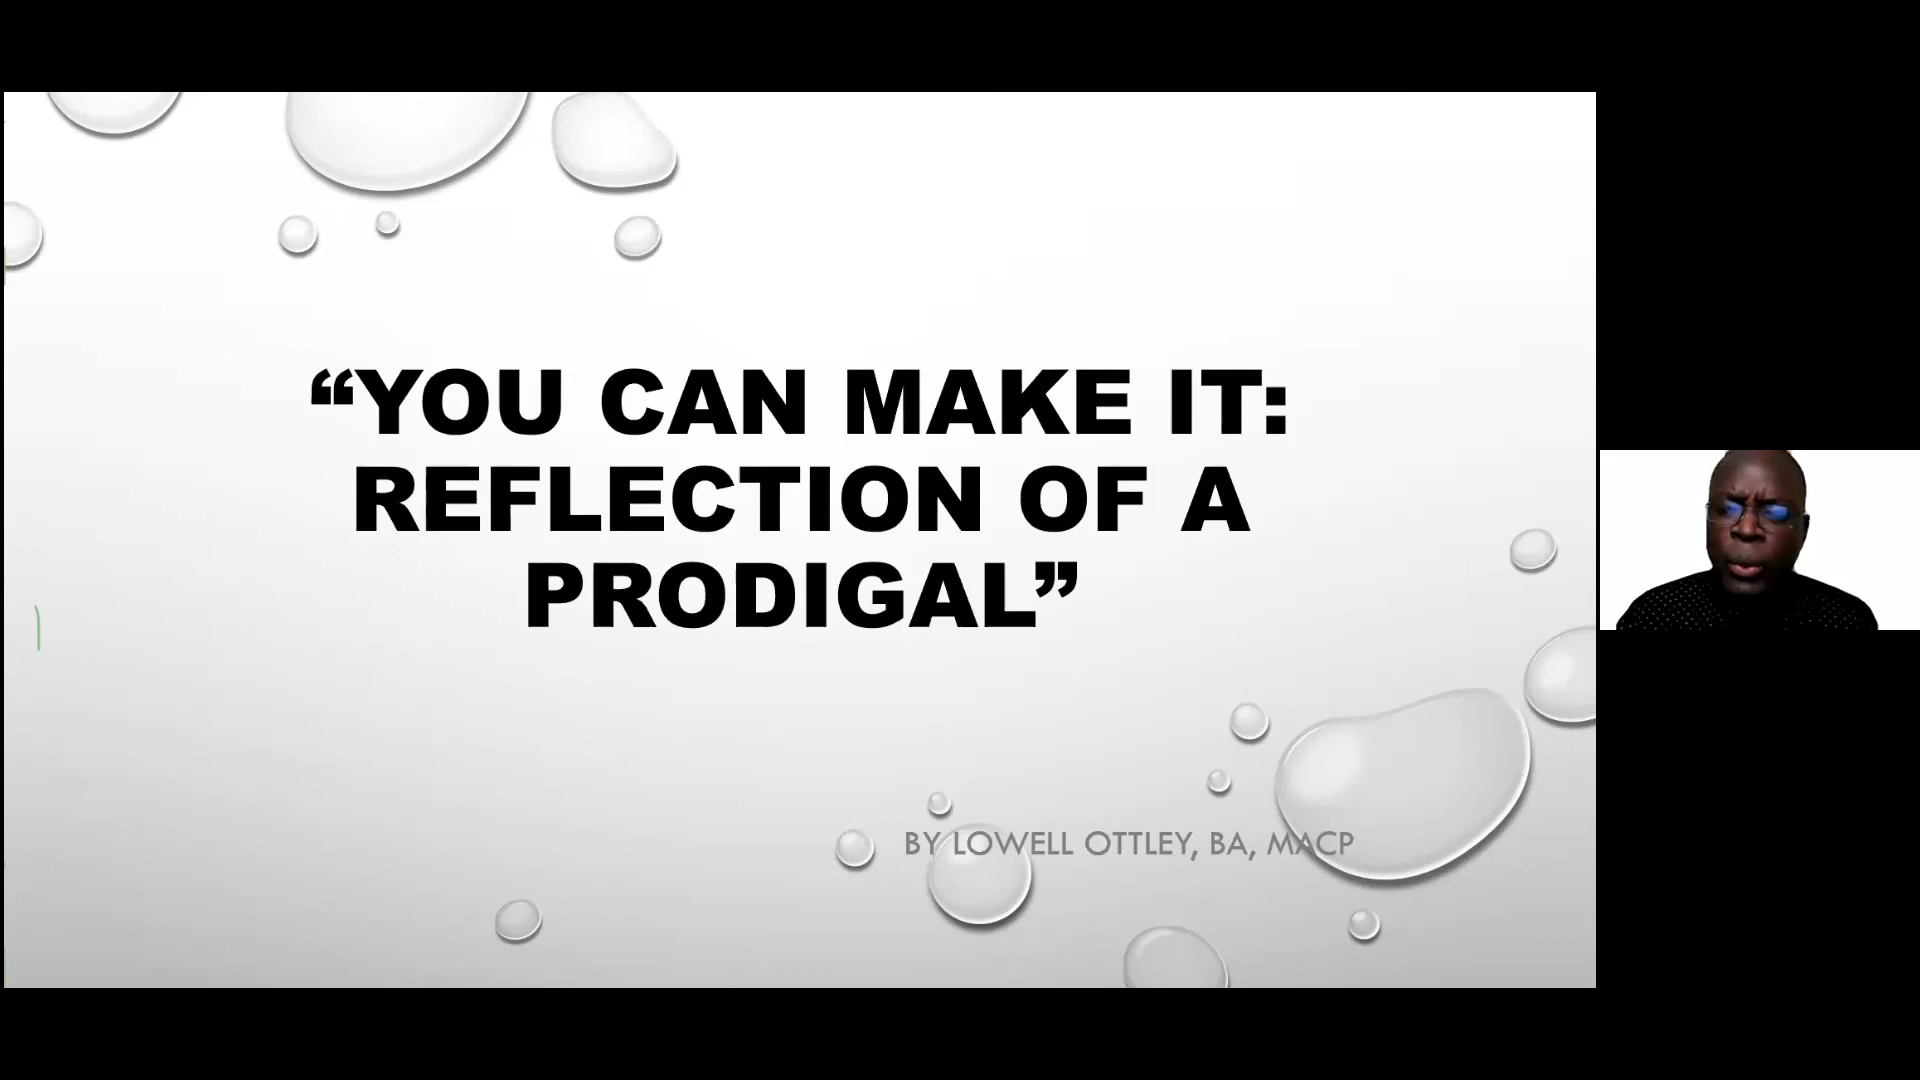 “YOU CAN MAKE IT:
REFLECTION OF A
PRODIGAL”
BY LOWELL OTTLEY, BA, MACP